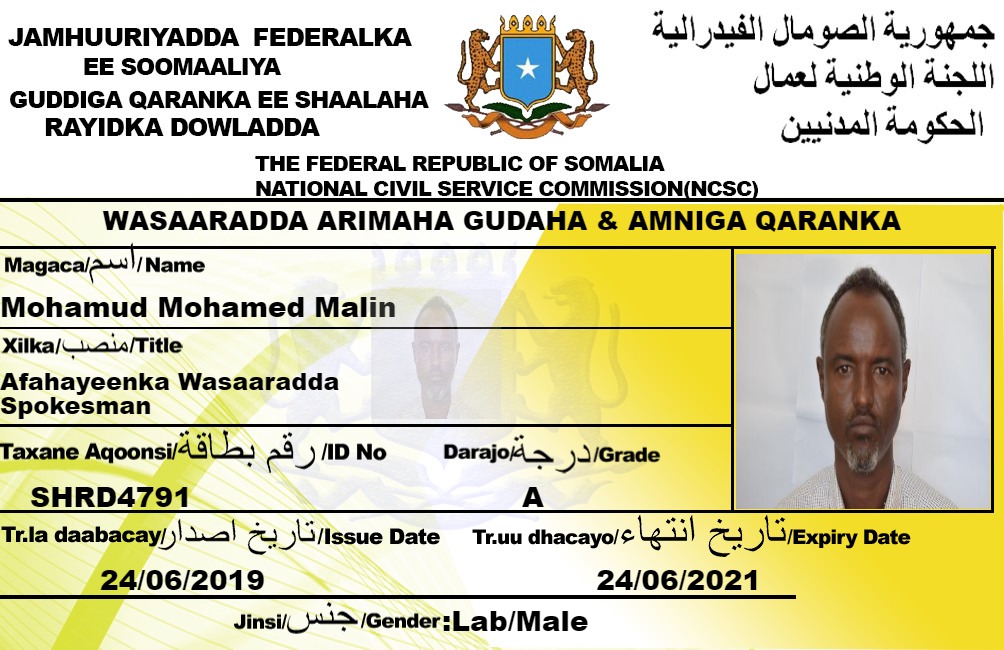 JAMHUURIYADDA FEDERALKA
EE SOOMAALIYA
GUDDIGA QARANKA EE SHAALAHA
RAYIDKA DOWLADDA
جمهورية الصومال الفيدرالية
اللجنة الوطنية لعمال
الحكومة المدنيين
THE FEDERAL REPUBLIC OF SOMALIA
NATIONAL CIVIL SERVICE COMMISSION(NCSC)
WASAARADDA ARIMAHA GUDAHA & AMNIGA QARANKA
Magaca/اسم/Name
Mohamud Mohamed Malin
Xilka/منصب/Title
Afahayeenka Wasaaradda
Spokesman
Taxane Aqoonsi/رقم بطاقة/ID No
SHRD4791
Darajo/درجة/Grade
A
Tr.la daabacay/تاريخ اصدار/Issue Date
24/06/2019
Tr.uu dhacayo/تاريخ انتهاء/Expiry Date
24/06/2021
Jinsi/جنس/Gender:Lab/Male